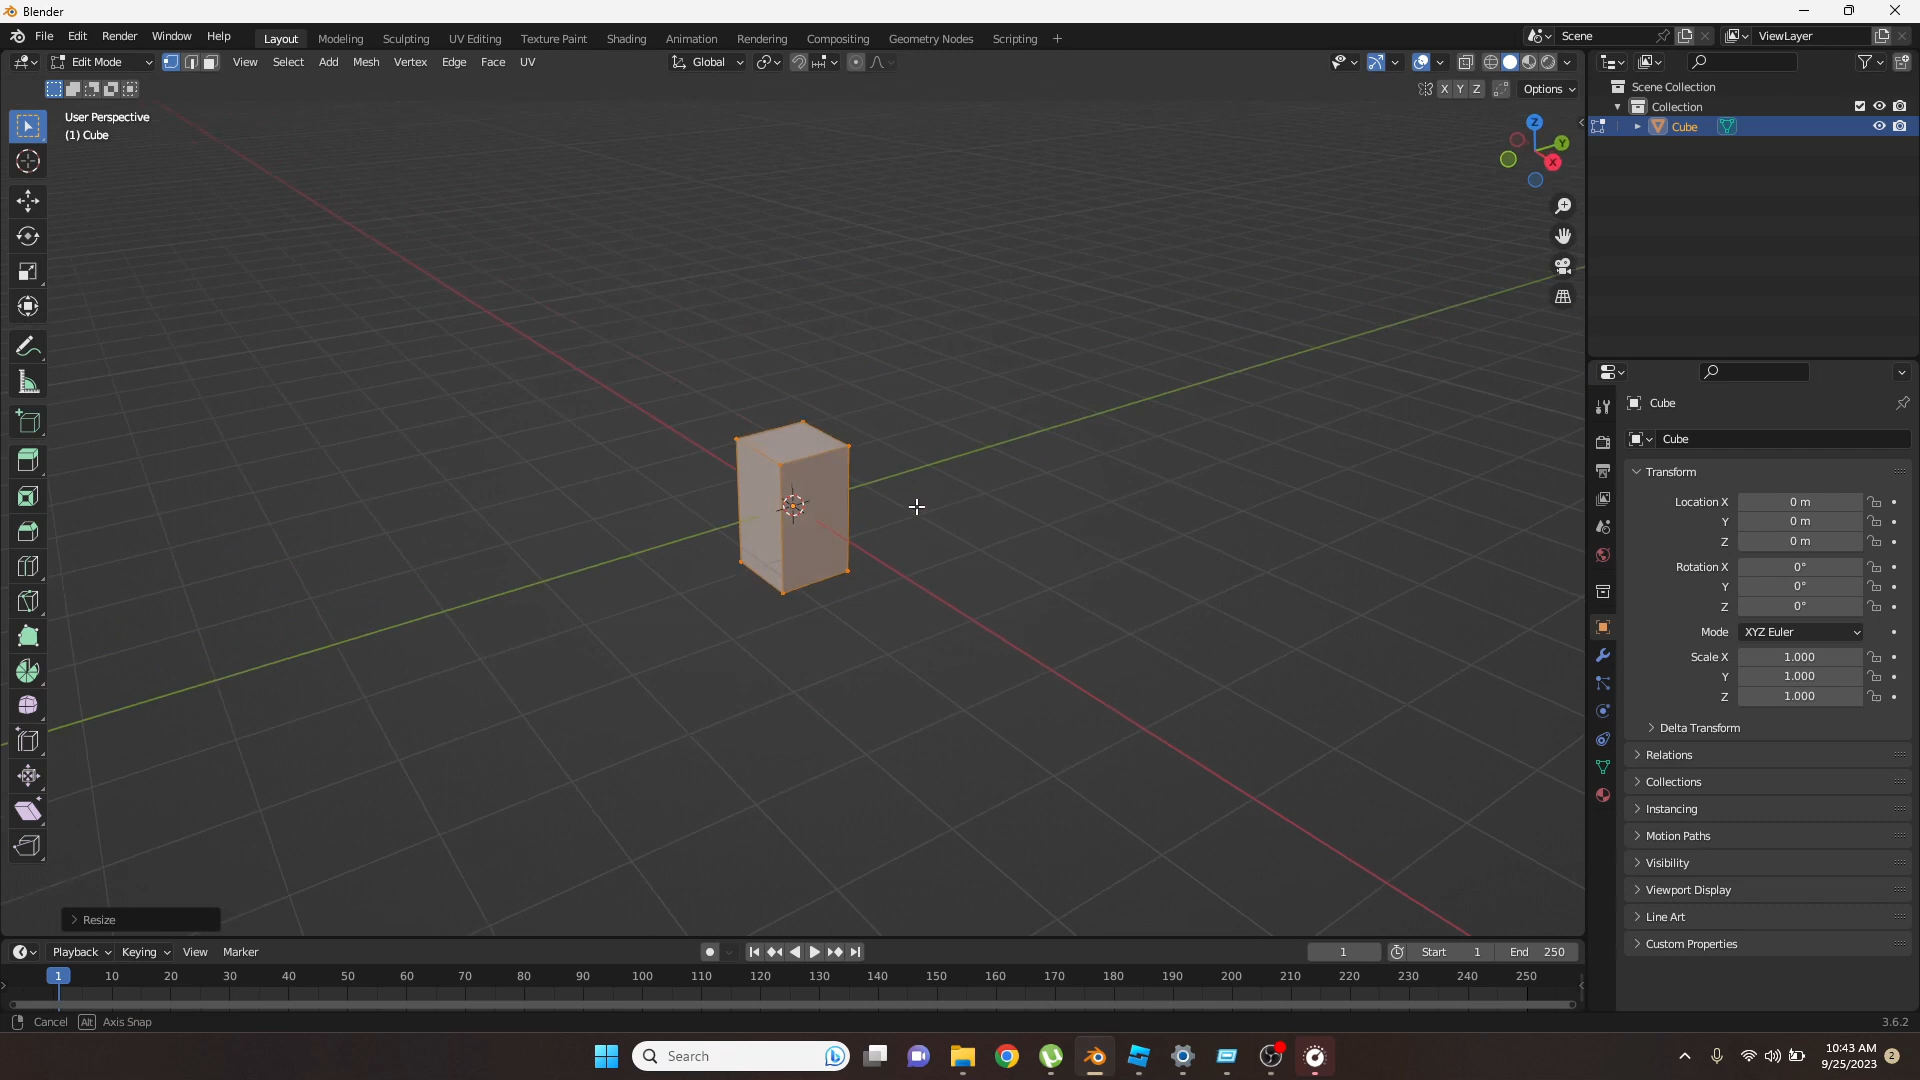 Blender
File Edit Render Window Help Layout Modeling Sculpting UV Editing Texture Paint Shading Animation Rendering Compositing Geometry Nodes Scripting + Scene ViewLayer
Edit Mode View Select Add Mesh Vertex Edge Face UV Global
X Y Z Options
User Perspective
(1) Cube
Z
Y
X
Scene Collection
Collection
Cube
Cube
Cube
Transform
Location X 0 m
Y 0 m
Z 0 m
Rotation X 0°
Y 0°
Z 0°
Mode XYZ Euler
Scale X 1.000
Y 1.000
Z 1.000
Delta Transform
Relations
Collections
Instancing
Motion Paths
Visibility
Viewport Display
Line Art
Custom Properties
Resize
Playback Keying View Marker 1 Start 1 End 250
1 10 20 30 40 50 60 70 80 90 100 110 120 130 140 150 160 170 180 190 200 210 220 230 240 250
Cancel Alt Axis Snap 3.6.2
Search
10:43 AM
9/25/2023
2